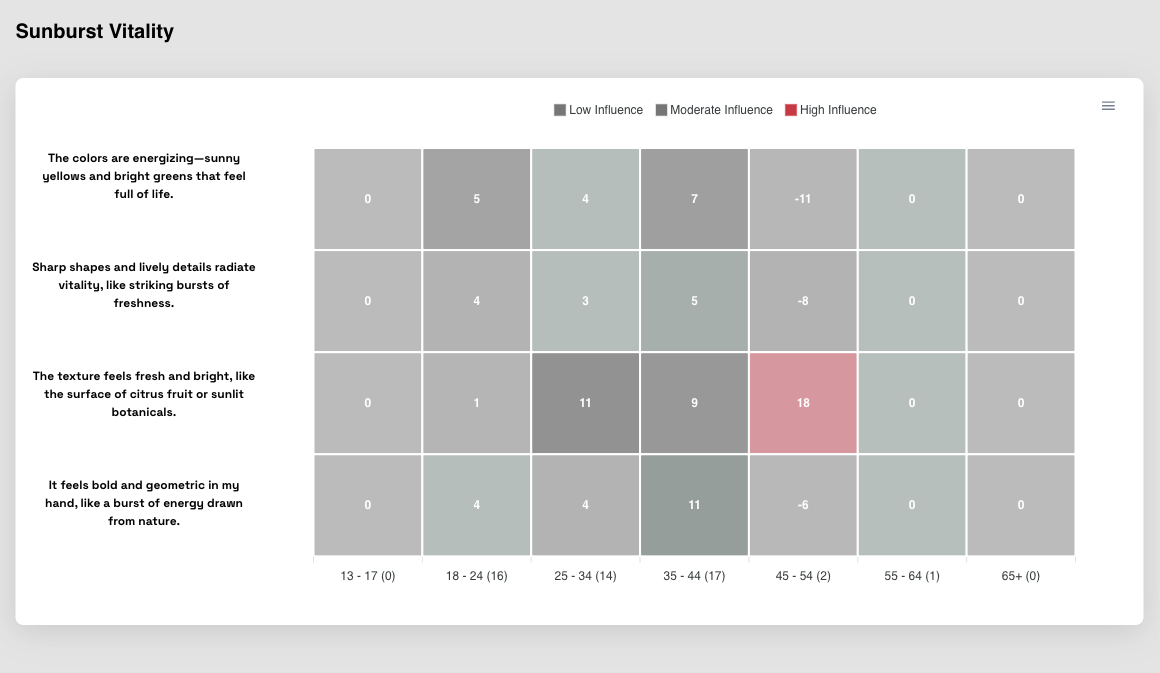 Sunburst Vitality
Low Influence Moderate Influence High Influence
The colors are energizing—sunny
yellows and bright greens that feel
full of life.
0 5 4 7 -11 0 0
Sharp shapes and lively details radiate
vitality, like striking bursts of
freshness.
0 4 3 5 -8 0 0
The texture feels fresh and bright, like
the surface of citrus fruit or sunlit
botanicals.
0 1 11 9 18 0 0
It feels bold and geometric in my
hand, like a burst of energy drawn
from nature.
0 4 4 11 -6 0 0
13 - 17 (0) 18 - 24 (16) 25 - 34 (14) 35 - 44 (17) 45 - 54 (2) 55 - 64 (1) 65+ (0)